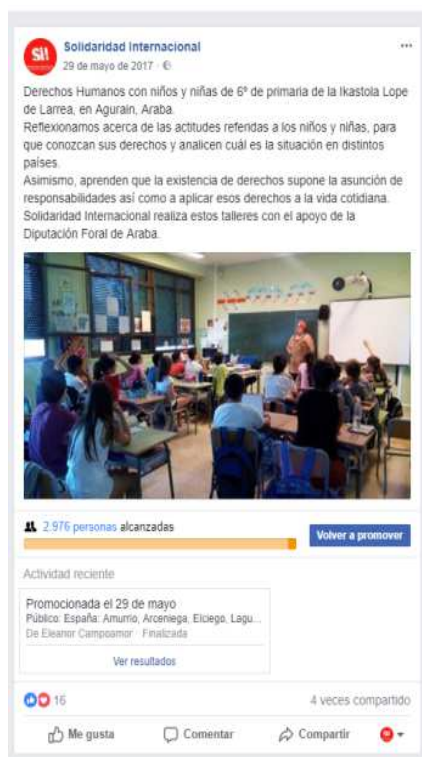 Si!
Solidaridad Internacional
29 de mayo de 2017 ·
Derechos Humanos con niños y niñas de 6º de primaria de la Ikastola Lope
de Larrea, en Agurain, Araba.
Reflexionamos acerca de las actitudes referidas a los niños y niñas, para
que conozcan sus derechos y analicen cuál es la situación en distintos
países.
Asimismo, aprenden que la existencia de derechos supone la asunción de
responsabilidades así como a aplicar esos derechos a la vida cotidiana.
Solidaridad Internacional realiza estos talleres con el apoyo de la
Diputación Foral de Araba.
2.976 personas alcanzadas
Volver a promover
Actividad reciente
Promocionada el 29 de mayo
Público: España: Amurrio, Arceniega, Elciego, Lagu...
De Eleanor Campoamor · Finalizada
Ver resultados
16
4 veces compartido
Me gusta
Comentar
Compartir